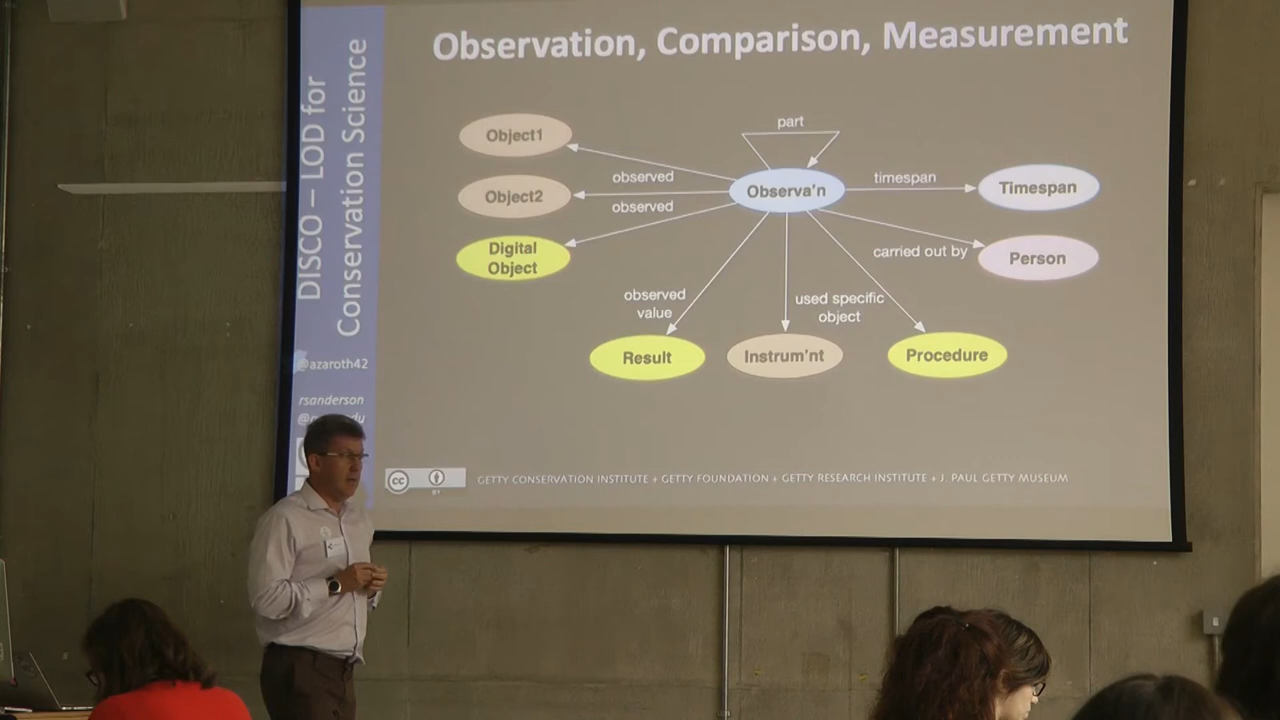 Observation, Comparison, Measurement
DISCO – LOD for
Conservation Science
@azaroth42
rsanderson
Object1
Object2
Digital
Object
observed
observed
part
Observa'n
timespan
Timespan
carried out by
Person
observed
value
used specific
object
Result
Instrum'nt
Procedure
cc
BY
GETTY CONSERVATION INSTITUTE + GETTY FOUNDATION + GETTY RESEARCH INSTITUTE + J. PAUL GETTY MUSEUM